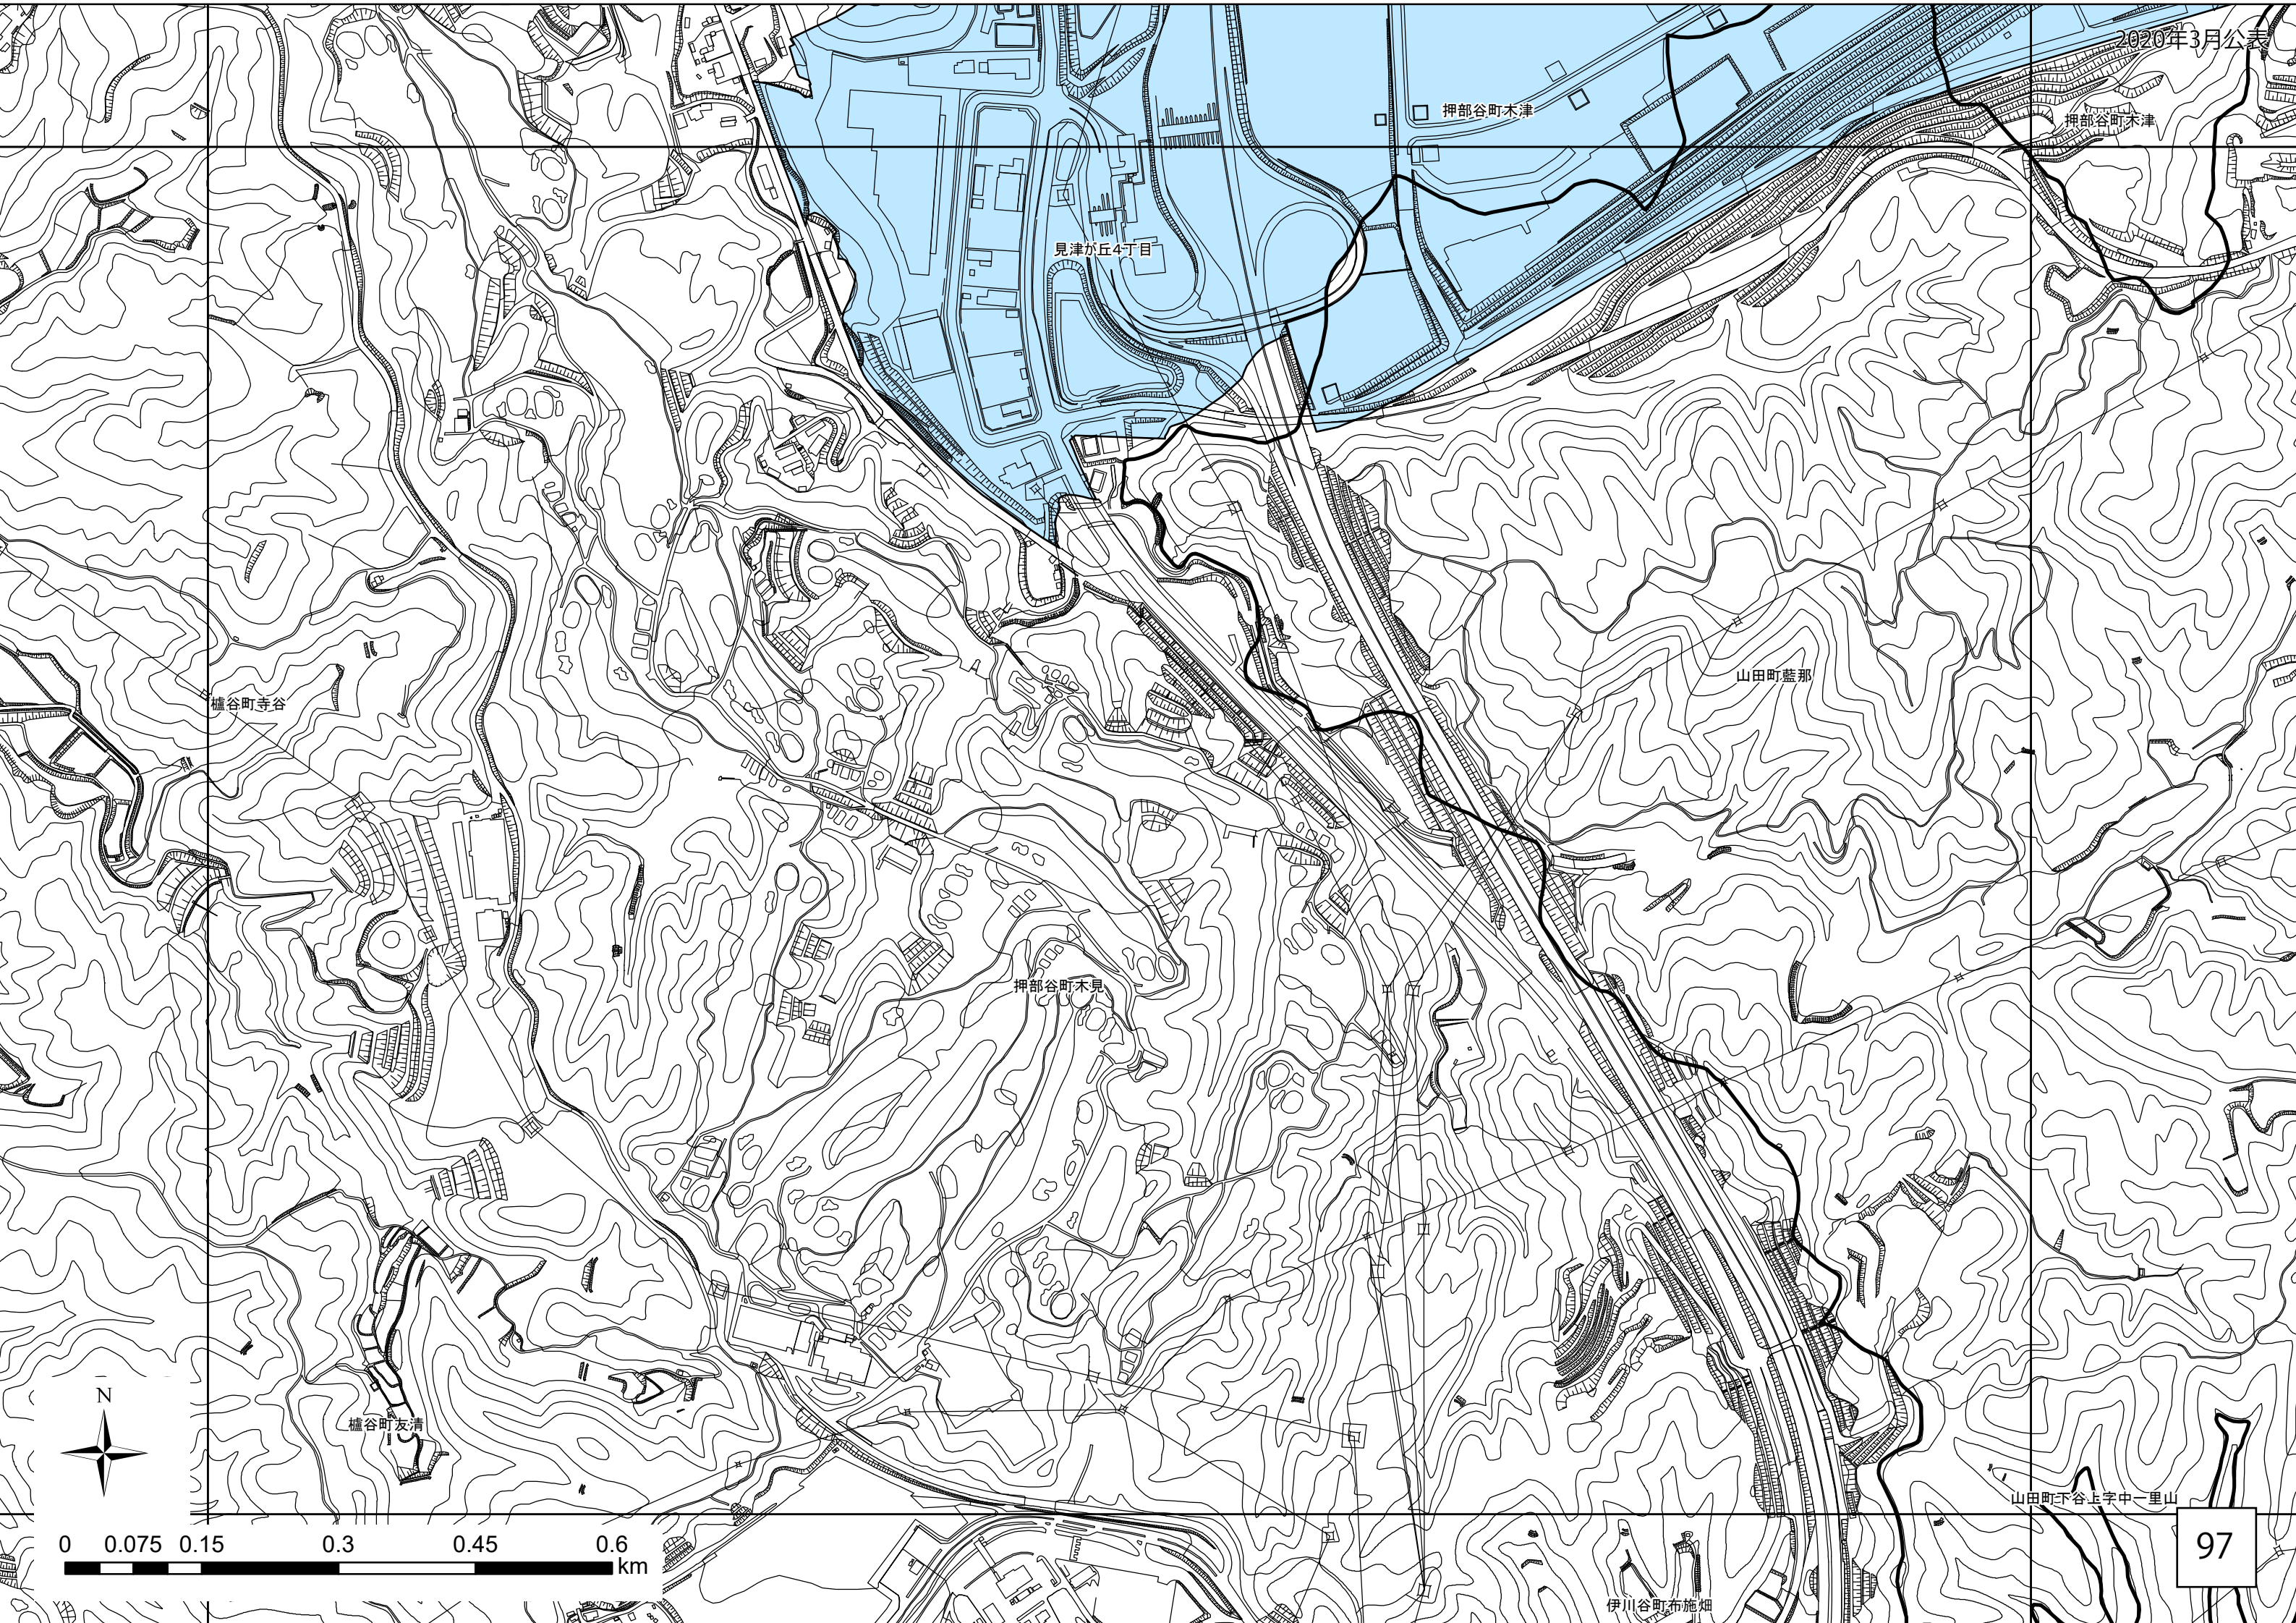 2020年3月公表
押部谷町木津
押部谷町木津
見津が丘4丁目
山田町藍那
櫨谷町寺谷
押部谷町木見
N
櫨谷町友清
山田町下谷上字中一里山
97
0 0.075 0.15 0.3 0.45 0.6
km
伊川谷町布施畑